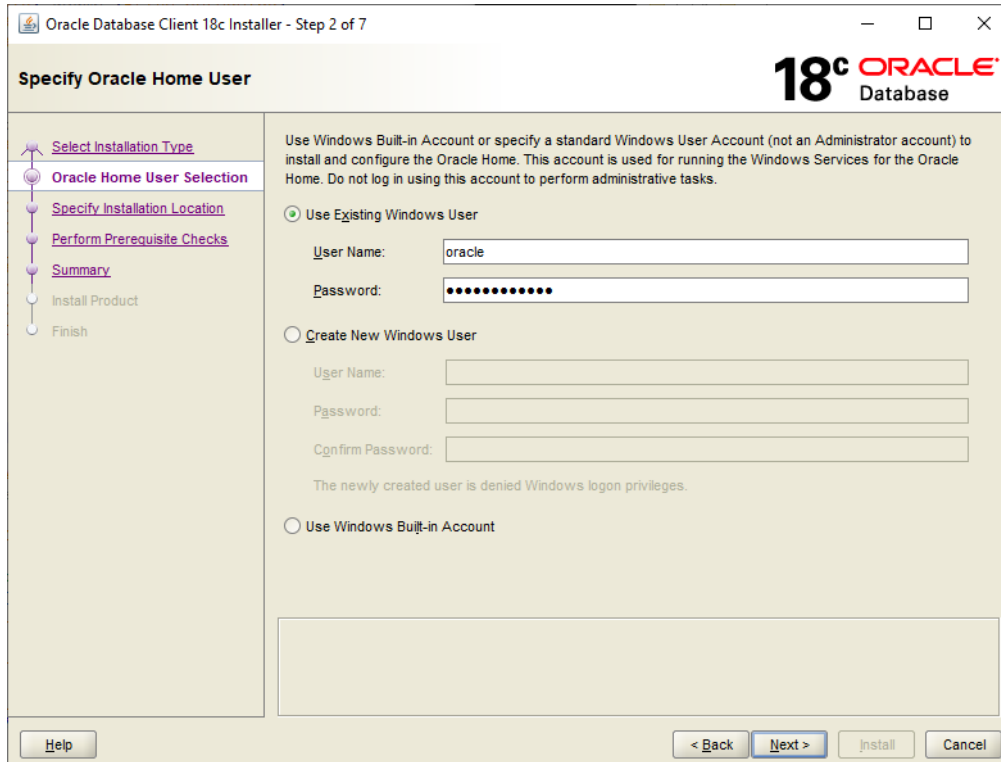 Oracle Database Client 18c Installer - Step 2 of 7
Specify Oracle Home User
18c ORACLE
Database
Select Installation Type
Oracle Home User Selection
Specify Installation Location
Perform Prerequisite Checks
Summary
Install Product
Finish
Use Windows Built-in Account or specify a standard Windows User Account (not an Administrator account) to
install and configure the Oracle Home. This account is used for running the Windows Services for the Oracle
Home. Do not log in using this account to perform administrative tasks.
Use Existing Windows User
User Name: oracle
Password: ••••••••••••
Create New Windows User
User Name:
Password:
Confirm Password:
The newly created user is denied Windows logon privileges.
Use Windows Built-in Account
Help
< Back
Next >
Install
Cancel